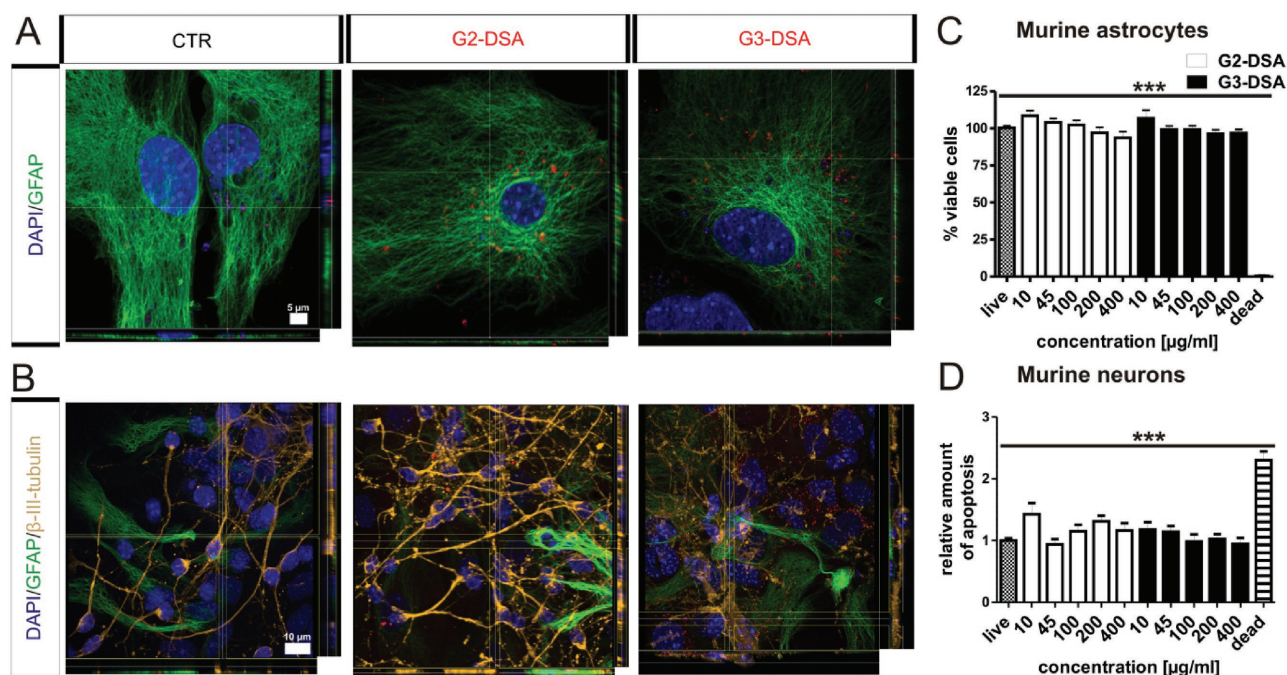 A
CTR
G2-DSA
G3-DSA
DAPI/GFAP
5 µm
B
DAPI/GFAP/β-III-tubulin
10 µm
C
Murine astrocytes
G2-DSA
G3-DSA
***
% viable cells
125
100
75
50
25
0
live 10 45 100 200 400 10 45 100 200 400 dead
concentration [µg/ml]
D
Murine neurons
***
relative amount
of apoptosis
3
2
1
0
live 10 45 100 200 400 10 45 100 200 400 dead
concentration [µg/ml]